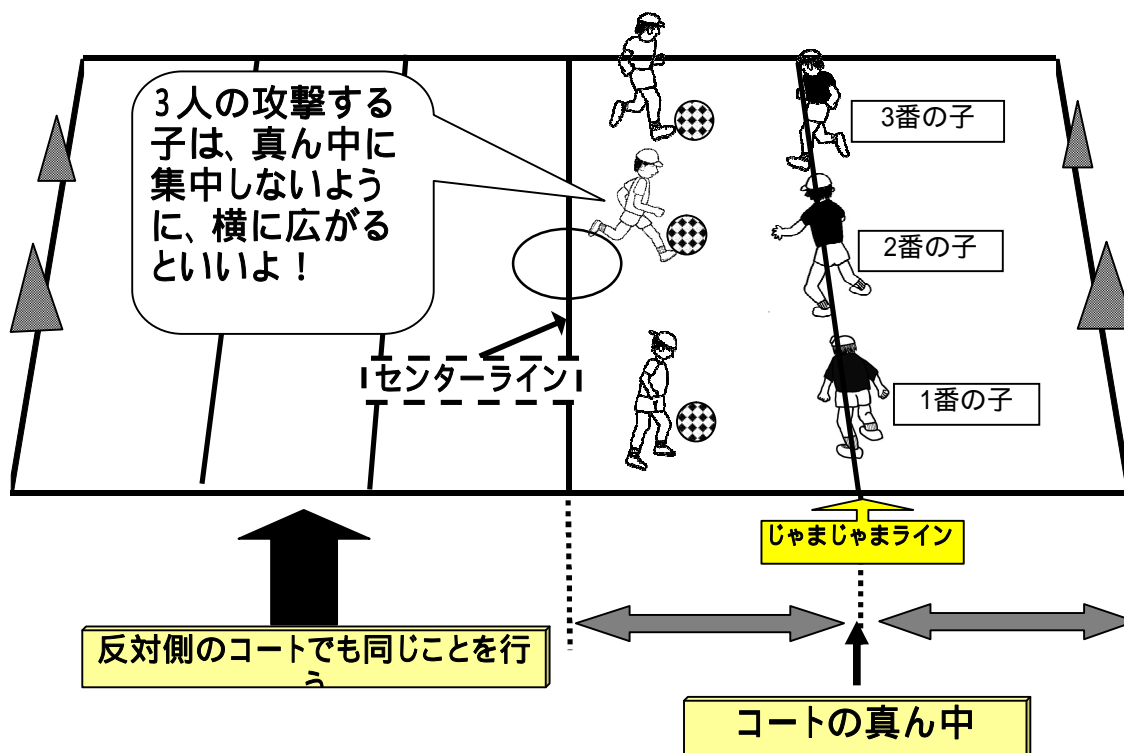 3人の攻撃する
子は、真ん中に
集中しないよう
に、横に広がる
といいよ！
3番の子
2番の子
1番の子
センターライン
じゃまじゃまライン
反対側のコートでも同じことを行
う
コートの真ん中